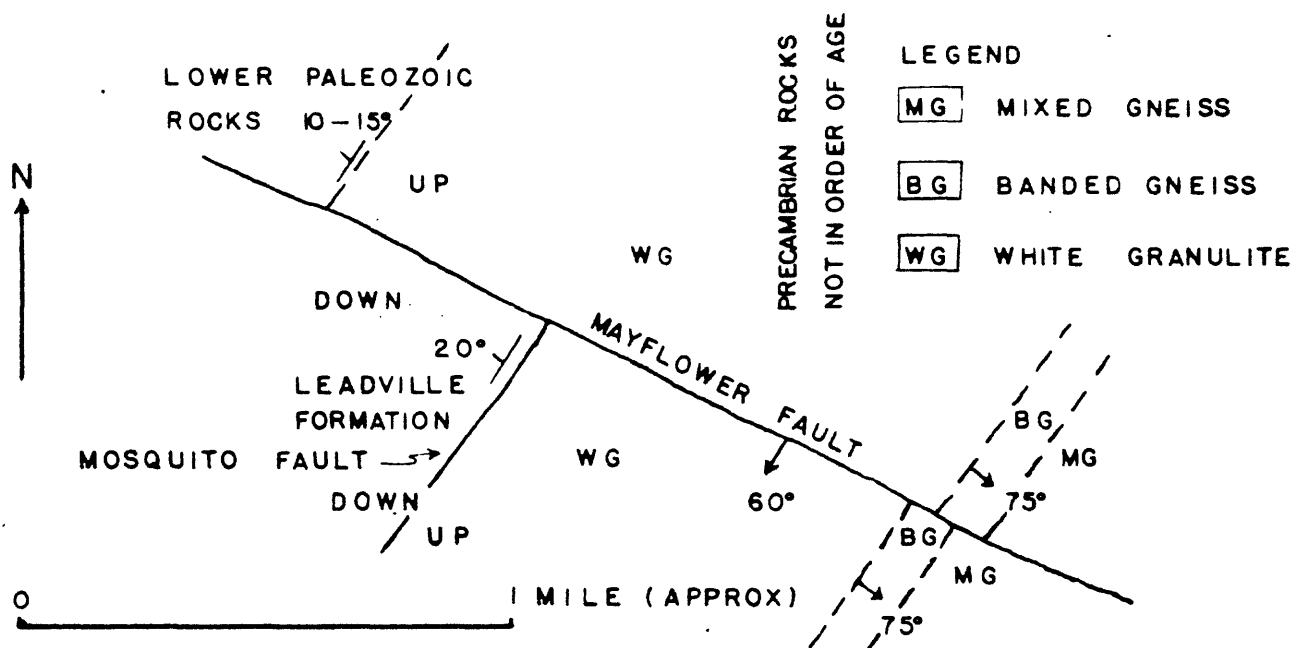 LOWER PALEOZOIC
ROCKS 10-15°
N
UP
WG
PRECAMBRIAN ROCKS
NOT IN ORDER OF AGE
LEGEND
MG MIXED GNEISS
BG BANDED GNEISS
WG WHITE GRANULITE
DOWN
20°
LEADVILLE
FORMATION
MOSQUITO FAULT
DOWN
UP
WG
MAYFLOWER FAULT
60°
BG
MG
75°
BG
MG
75°
0 1 MILE (APPROX)